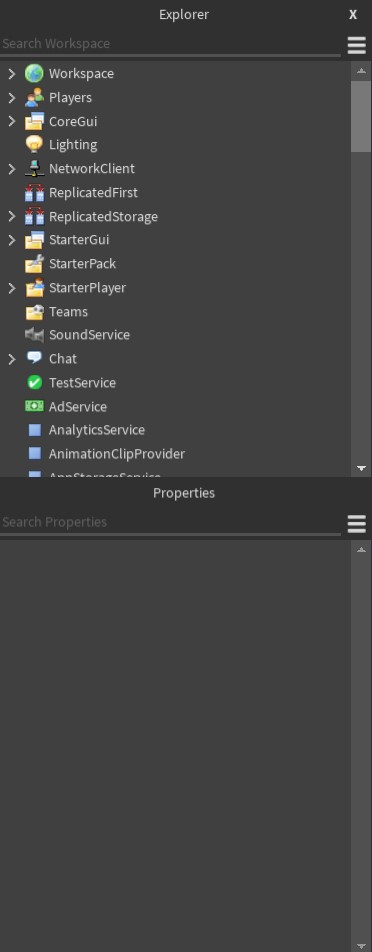 Explorer X
Search Workspace
Workspace
Players
CoreGui
Lighting
NetworkClient
ReplicatedFirst
ReplicatedStorage
StarterGui
StarterPack
StarterPlayer
Teams
SoundService
Chat
TestService
AdService
AnalyticsService
AnimationClipProvider
AppStorageService
Properties
Search Properties